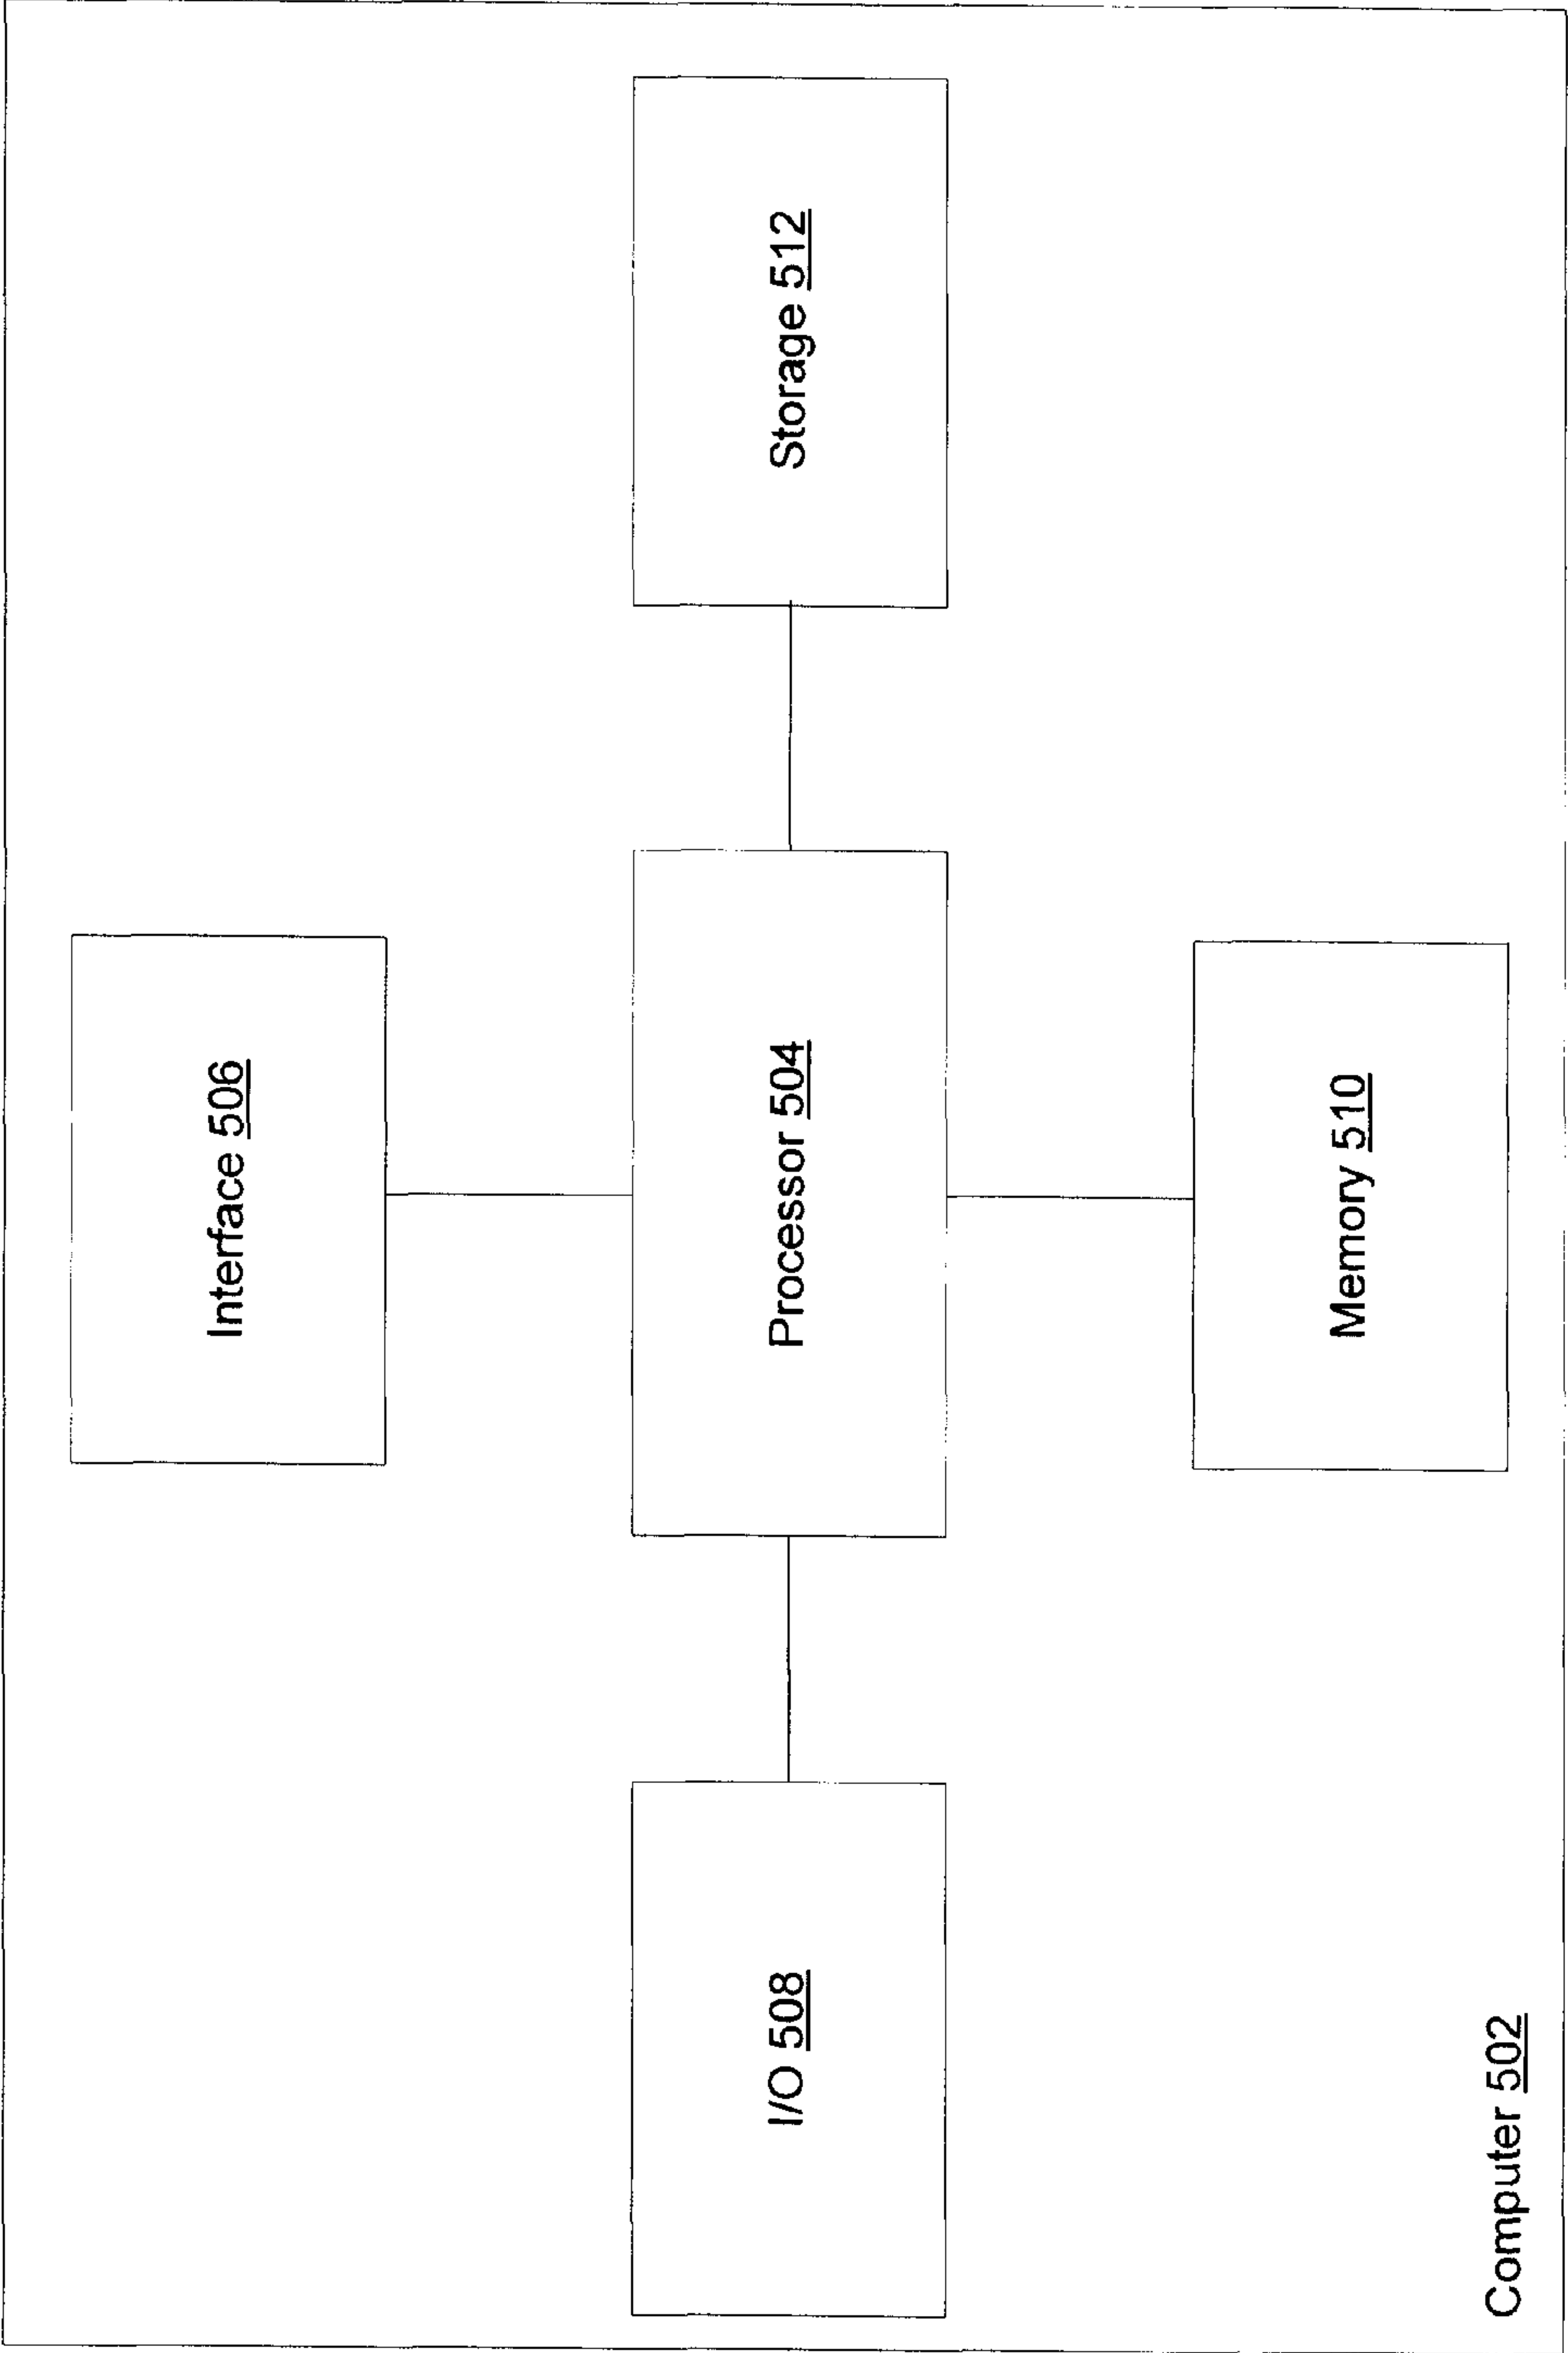 Interface 506
I/O 508
Processor 504
Storage 512
Memory 510
Computer 502